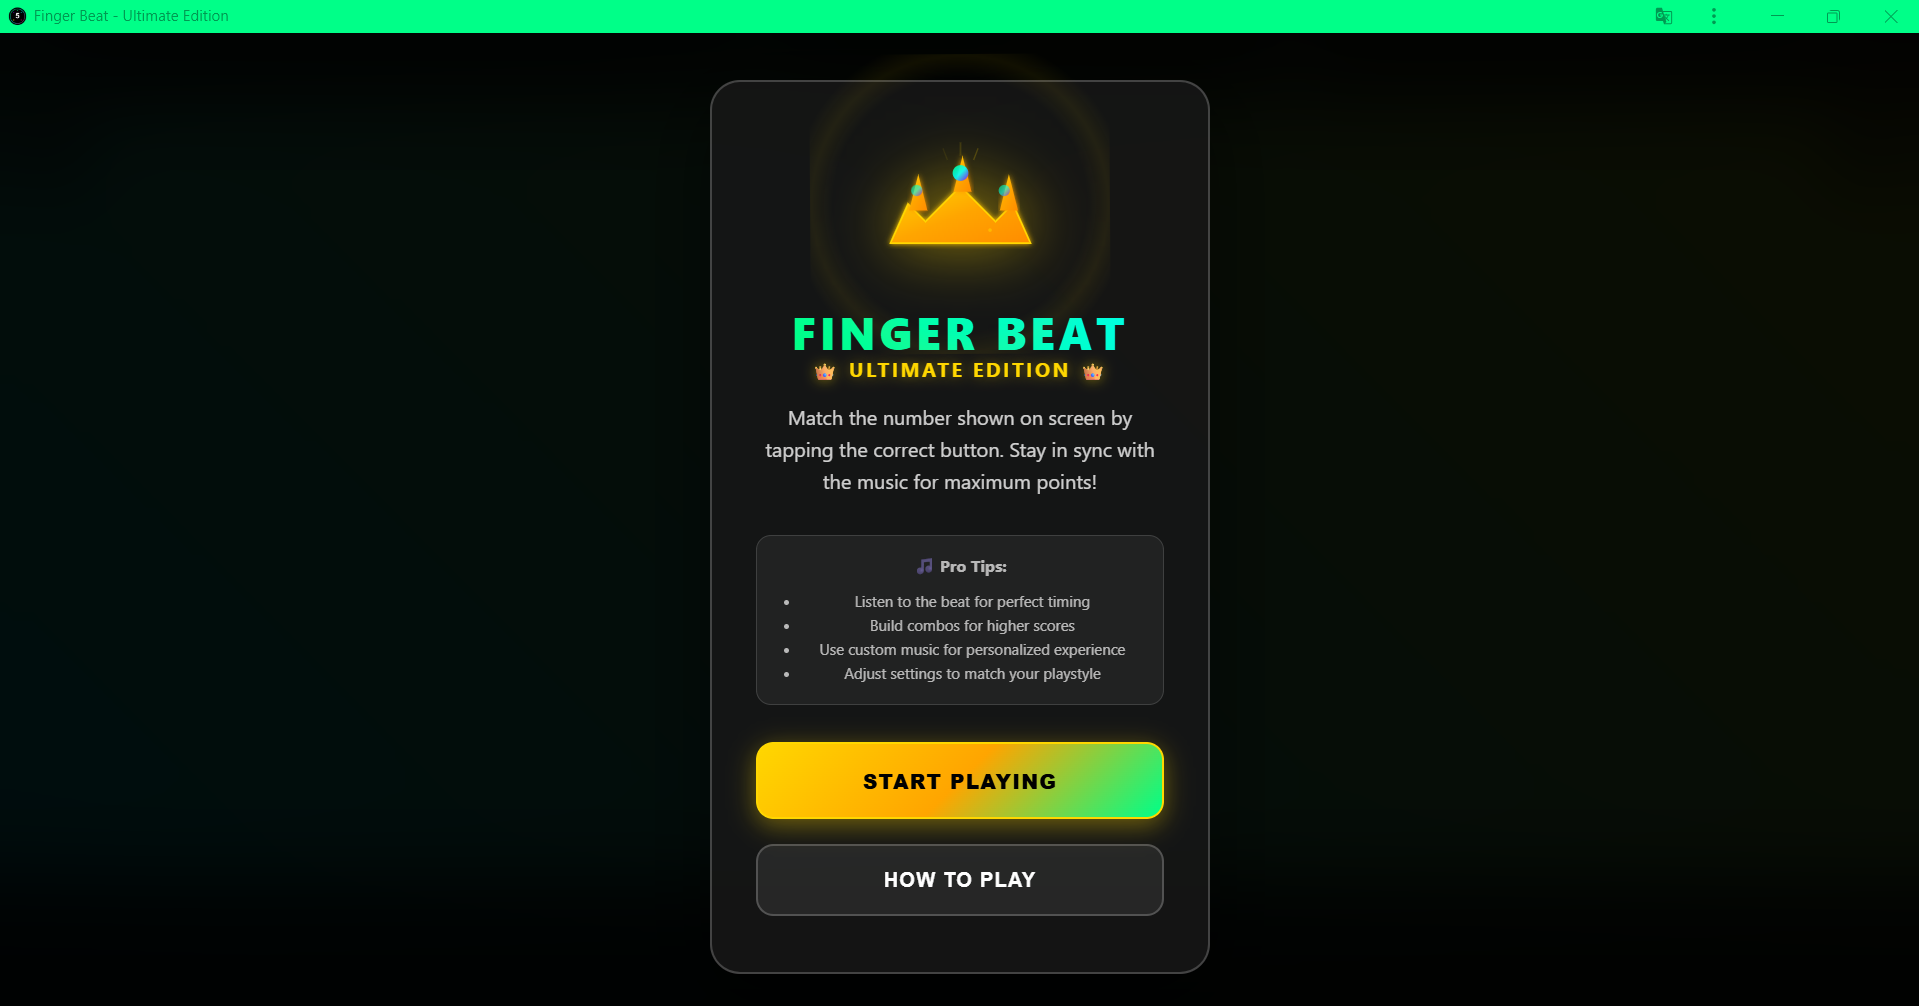 Finger Beat - Ultimate Edition
FINGER BEAT
ULTIMATE EDITION
Match the number shown on screen by
tapping the correct button. Stay in sync with
the music for maximum points!
Pro Tips:
Listen to the beat for perfect timing
Build combos for higher scores
Use custom music for personalized experience
Adjust settings to match your playstyle
START PLAYING
HOW TO PLAY